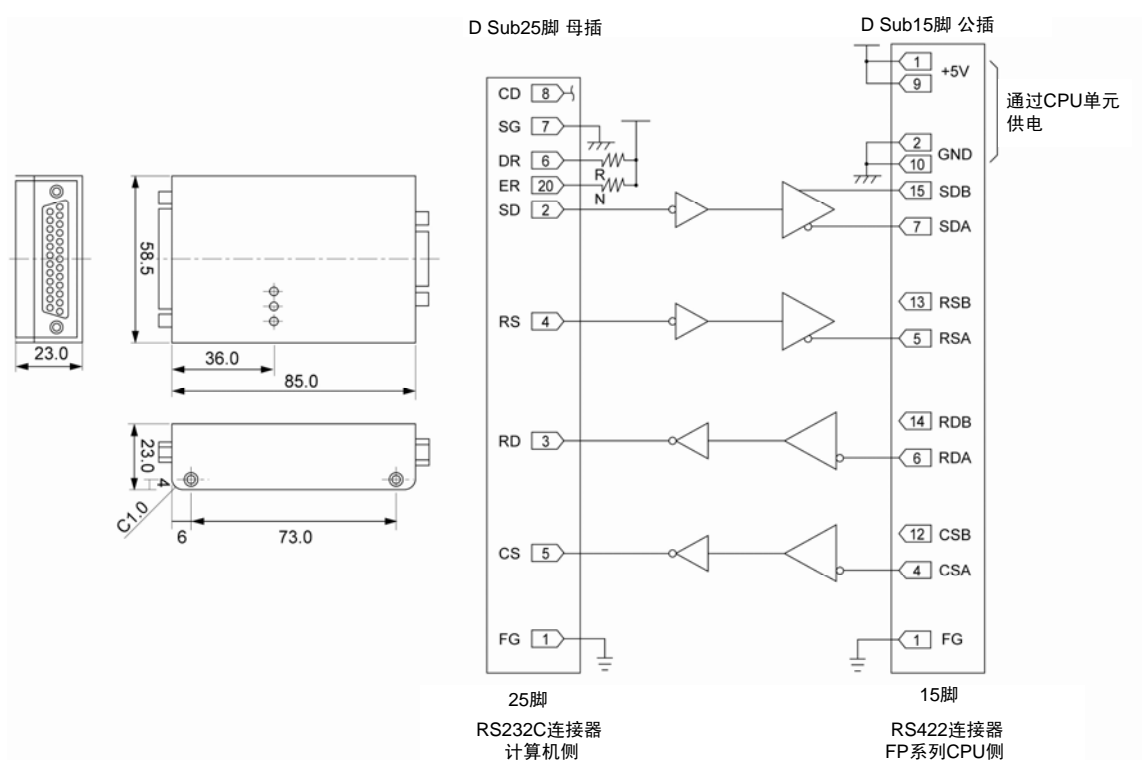 D Sub25脚 母插
D Sub15脚 公插
CD 8
SG 7
DR 6
R
ER 20
N
SD 2
RS 4
RD 3
CS 5
FG 1
1
+5V
9
通过CPU单元
供电
2
GND
10
15 SDB
7 SDA
13 RSB
5 RSA
14 RDB
6 RDA
12 CSB
4 CSA
1 FG
58.5
23.0
36.0
85.0
23.0
4
C1.0
6
73.0
25脚
RS232C连接器
计算机侧
15脚
RS422连接器
FP系列CPU侧